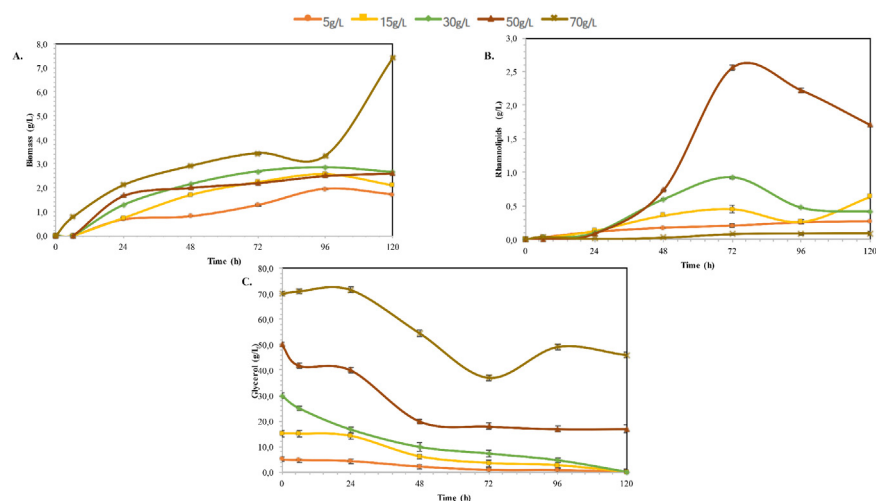 5g/L 15g/L 30g/L 50g/L 70g/L
A.
8,0
7,0
6,0
5,0
4,0
3,0
2,0
1,0
0,0
Biomass (g/L)
0 24 48 72 96 120
Time (h)
B.
3,0
2,5
2,0
1,5
1,0
0,5
0,0
Rhamnolipids (g/L)
0 24 48 72 96 120
Time (h)
C.
80,0
70,0
60,0
50,0
40,0
30,0
20,0
10,0
0,0
Glycerol (g/L)
0 24 48 72 96 120
Time (h)